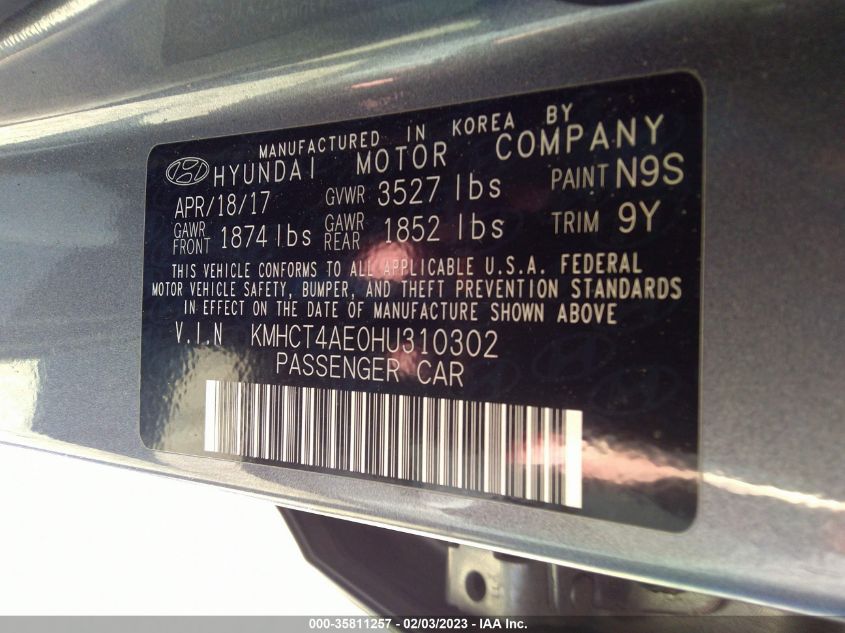 MANUFACTURED IN KOREA BY
HYUNDAI MOTOR COMPANY
APR/18/17 GVWR 3527 lbs PAINT N9S
GAWR FRONT 1874 lbs GAWR REAR 1852 lbs TRIM 9Y
THIS VEHICLE CONFORMS TO ALL APPLICABLE U.S.A. FEDERAL
MOTOR VEHICLE SAFETY, BUMPER, AND THEFT PREVENTION STANDARDS
IN EFFECT ON THE DATE OF MANUFACTURE SHOWN ABOVE
V.I.N KMHCT4AE0HU310302
PASSENGER CAR
000-35811257 - 02/03/2023 - IAA Inc.